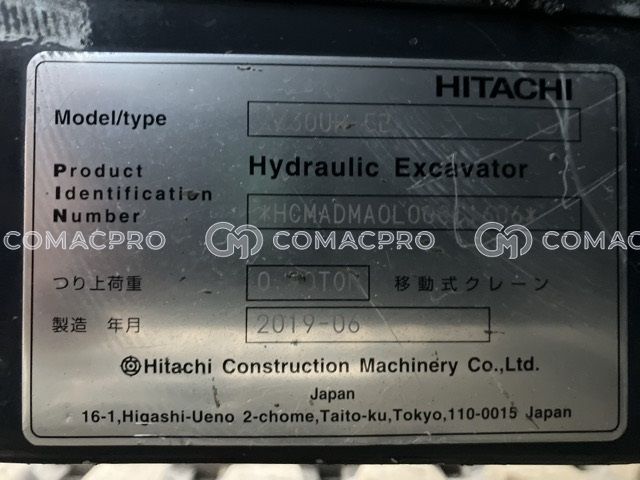 HITACHI
Model/type
Hydraulic Excavator
Product
Identification
Number
COMACPRO COMACPRO COMACPRO
つり上荷重 移動式クレーン
製造 年月 2019-06
Hitachi Construction Machinery Co.,Ltd.
Japan
16-1,Higashi-Ueno 2-chome,Taito-ku,Tokyo,110-0015 Japan